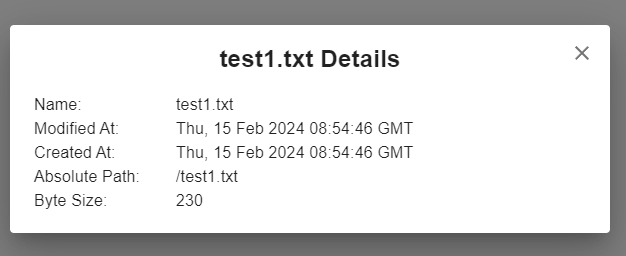 test1.txt Details
Name: test1.txt
Modified At: Thu, 15 Feb 2024 08:54:46 GMT
Created At: Thu, 15 Feb 2024 08:54:46 GMT
Absolute Path: /test1.txt
Byte Size: 230